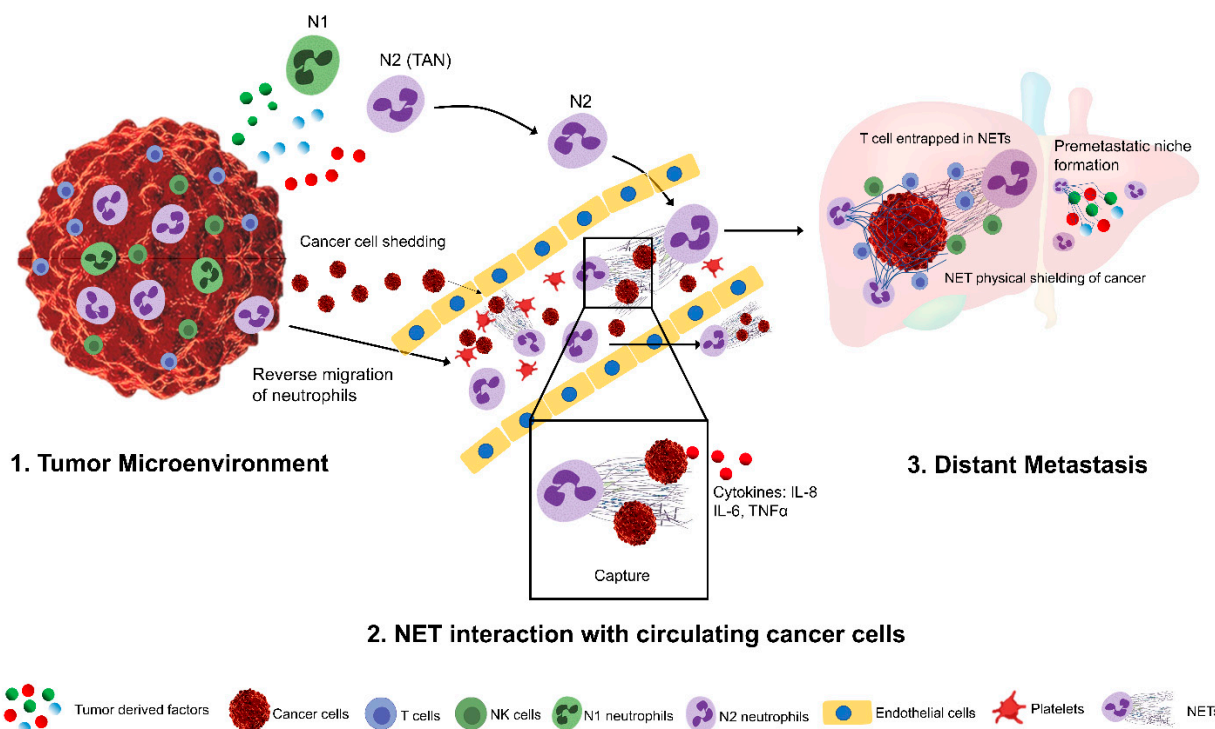 N1
N2 (TAN)
N2
Cancer cell shedding
Reverse migration
of neutrophils
1. Tumor Microenvironment
Cytokines: IL-8
IL-6, TNFα
Capture
2. NET interaction with circulating cancer cells
T cell entrapped in NETs
Premetastatic niche
formation
NET physical shielding of cancer
3. Distant Metastasis
Tumor derived factors
Cancer cells
T cells
NK cells
N1 neutrophils
N2 neutrophils
Endothelial cells
Platelets
NETs